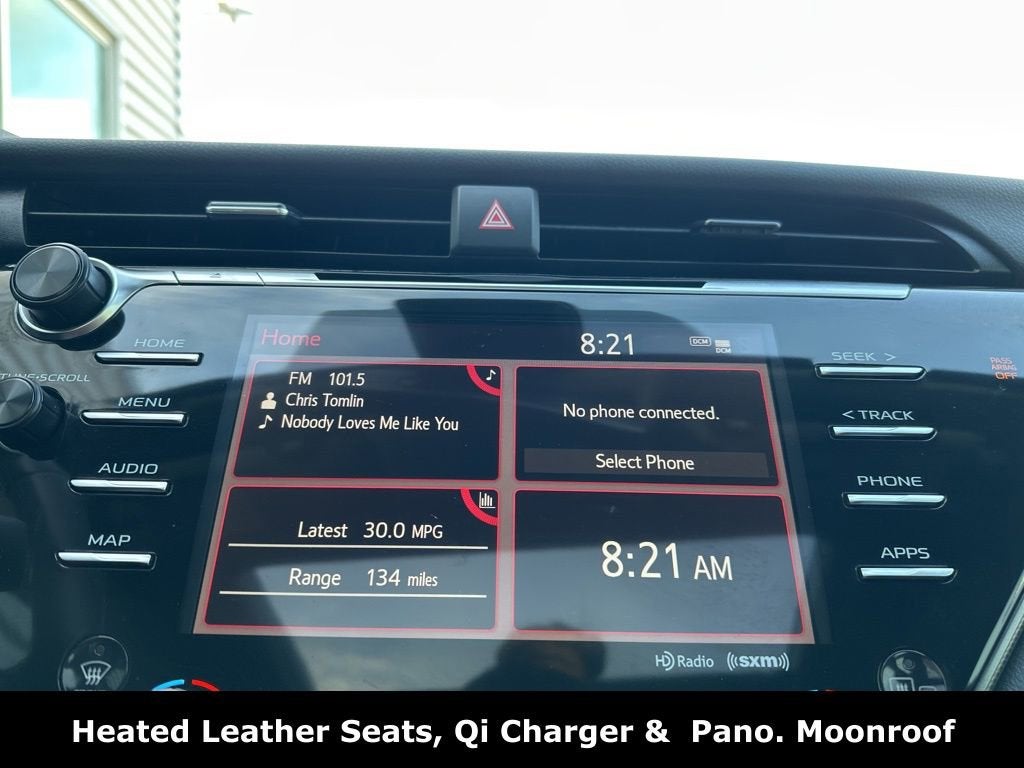 Home 8:21 DCM DCM
HOME
TUNE•SCROLL
MENU
AUDIO
MAP
FM 101.5
Chris Tomlin
Nobody Loves Me Like You
No phone connected.
Select Phone
Latest 30.0 MPG
Range 134 miles
8:21 AM
SEEK >
< TRACK
PHONE
APPS
PASS
AIRBAG
OFF
HD Radio ((sxm))
Heated Leather Seats, Qi Charger & Pano. Moonroof